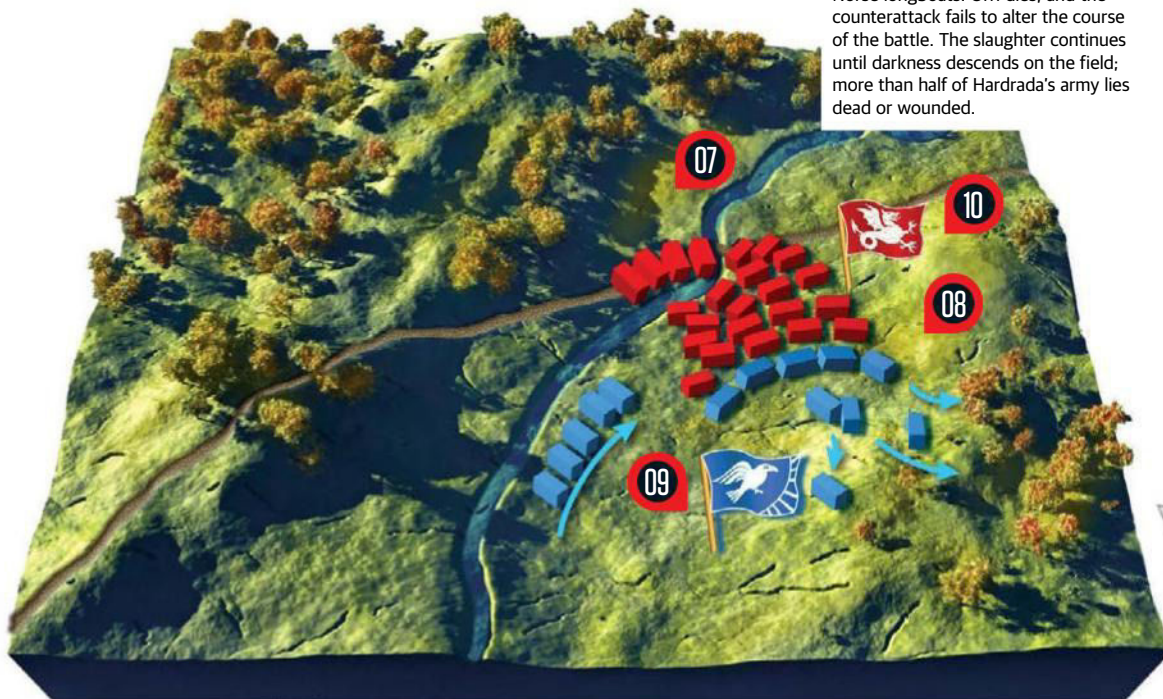 counterattack fails to alter the course
of the battle. The slaughter continues
until darkness descends on the field;
more than half of Hardrada's army lies
dead or wounded.
07
10
08
09